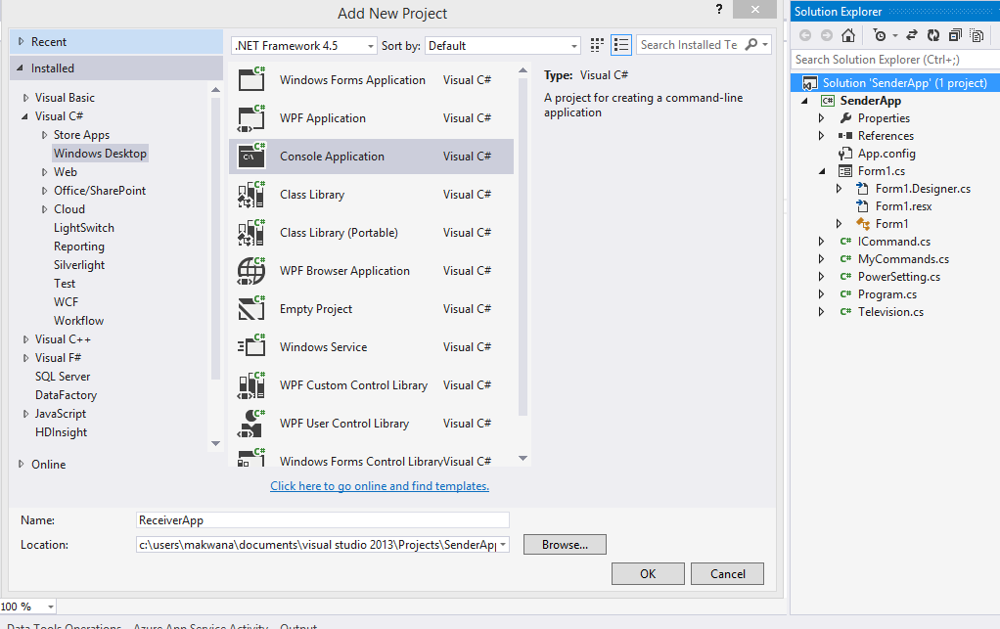 Add New Project
?
Recent
Installed
Visual Basic
Visual C#
Store Apps
Windows Desktop
Web
Office/SharePoint
Cloud
LightSwitch
Reporting
Silverlight
Test
WCF
Workflow
Visual C++
Visual F#
SQL Server
DataFactory
JavaScript
HDInsight
Online
.NET Framework 4.5 Sort by: Default
Search Installed Te
Windows Forms Application Visual C#
WPF Application Visual C#
Console Application Visual C#
Class Library Visual C#
Class Library (Portable) Visual C#
WPF Browser Application Visual C#
Empty Project Visual C#
Windows Service Visual C#
WPF Custom Control Library Visual C#
WPF User Control Library Visual C#
Windows Forms Control Library Visual C#
Click here to go online and find templates.
Type: Visual C#
A project for creating a command-line
application
Name: ReceiverApp
Location: c:\users\makwana\documents\visual studio 2013\Projects\SenderApp
Browse...
OK Cancel
100 %
Data Tools Operations Azure App Service Activity Output
Solution Explorer
Search Solution Explorer (Ctrl+;)
Solution 'SenderApp' (1 project)
C# SenderApp
Properties
References
App.config
Form1.cs
Form1.Designer.cs
Form1.resx
Form1
C# ICommand.cs
C# MyCommands.cs
C# PowerSetting.cs
C# Program.cs
C# Television.cs